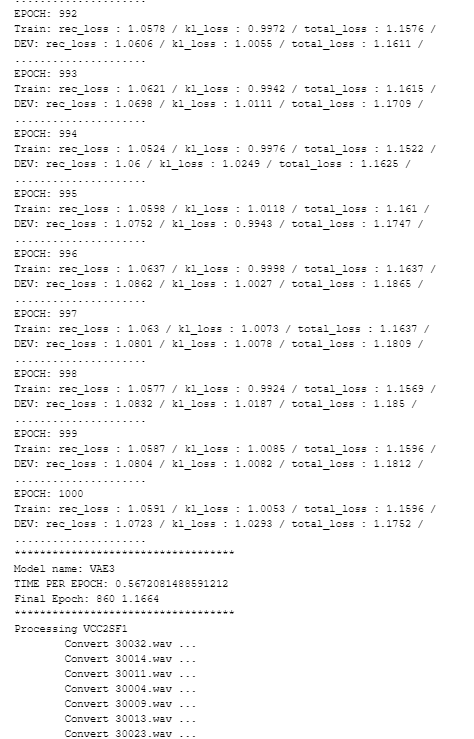 .....................
EPOCH: 992
Train: rec_loss : 1.0578 / kl_loss : 0.9972 / total_loss : 1.1576 /
DEV: rec_loss : 1.0606 / kl_loss : 1.0055 / total_loss : 1.1611 /
.....................
EPOCH: 993
Train: rec_loss : 1.0621 / kl_loss : 0.9942 / total_loss : 1.1615 /
DEV: rec_loss : 1.0698 / kl_loss : 1.0111 / total_loss : 1.1709 /
.....................
EPOCH: 994
Train: rec_loss : 1.0524 / kl_loss : 0.9976 / total_loss : 1.1522 /
DEV: rec_loss : 1.06 / kl_loss : 1.0249 / total_loss : 1.1625 /
.....................
EPOCH: 995
Train: rec_loss : 1.0598 / kl_loss : 1.0118 / total_loss : 1.161 /
DEV: rec_loss : 1.0752 / kl_loss : 0.9943 / total_loss : 1.1747 /
.....................
EPOCH: 996
Train: rec_loss : 1.0637 / kl_loss : 0.9998 / total_loss : 1.1637 /
DEV: rec_loss : 1.0862 / kl_loss : 1.0027 / total_loss : 1.1865 /
.....................
EPOCH: 997
Train: rec_loss : 1.063 / kl_loss : 1.0073 / total_loss : 1.1637 /
DEV: rec_loss : 1.0801 / kl_loss : 1.0078 / total_loss : 1.1809 /
.....................
EPOCH: 998
Train: rec_loss : 1.0577 / kl_loss : 0.9924 / total_loss : 1.1569 /
DEV: rec_loss : 1.0832 / kl_loss : 1.0187 / total_loss : 1.185 /
.....................
EPOCH: 999
Train: rec_loss : 1.0587 / kl_loss : 1.0085 / total_loss : 1.1596 /
DEV: rec_loss : 1.0804 / kl_loss : 1.0082 / total_loss : 1.1812 /
.....................
EPOCH: 1000
Train: rec_loss : 1.0591 / kl_loss : 1.0053 / total_loss : 1.1596 /
DEV: rec_loss : 1.0723 / kl_loss : 1.0293 / total_loss : 1.1752 /
.....................
***********************************
Model name: VAE3
TIME PER EPOCH: 0.5672081488591212
Final Epoch: 860 1.1664
***********************************
Processing VCC2SF1
Convert 30032.wav ...
Convert 30014.wav ...
Convert 30011.wav ...
Convert 30004.wav ...
Convert 30009.wav ...
Convert 30013.wav ...
Convert 30023.wav ...